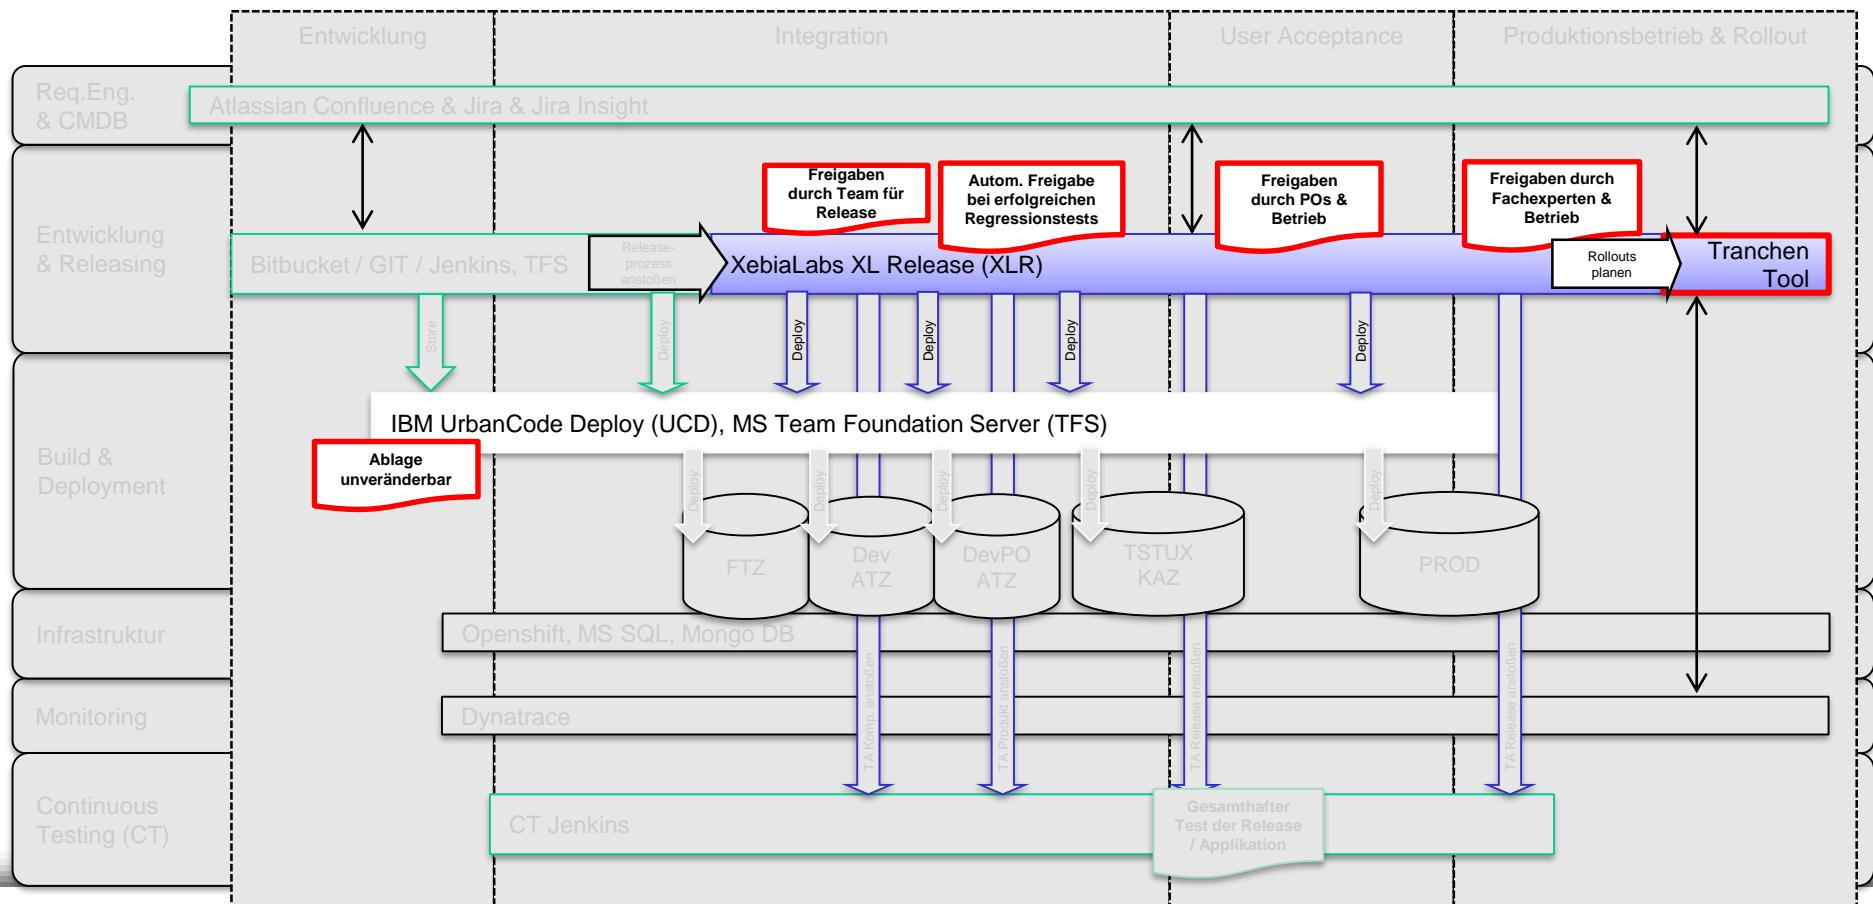 Entwicklung
Integration
User Acceptance
Produktionsbetrieb & Rollout
Req.Eng.
& CMDB
Atlassian Confluence & Jira & Jira Insight
Freigaben
durch Team für
Release
Autom. Freigabe
bei erfolgreichen
Regressionstests
Freigaben
durch POs &
Betrieb
Freigaben durch
Fachexperten &
Betrieb
Entwicklung
& Releasing
Bitbucket / GIT / Jenkins, TFS
Release-
prozess
anstoßen
XebiaLabs XL Release (XLR)
Rollouts
planen
Tranchen
Tool
Store
Deploy
Deploy
Deploy
Deploy
Deploy
IBM UrbanCode Deploy (UCD), MS Team Foundation Server (TFS)
Build &
Deployment
Ablage
unveränderbar
Deploy
Deploy
Deploy
Deploy
Deploy
FTZ
Dev
ATZ
DevPO
ATZ
TSTUX
KAZ
PROD
Infrastruktur
Openshift, MS SQL, Mongo DB
Monitoring
Dynatrace
TA Komp. anstoßen
TA Produkt anstoßen
TA Release anstoßen
TA Release anstoßen
Continuous
Testing (CT)
CT Jenkins
Gesamthafter
Test der Release
/ Applikation